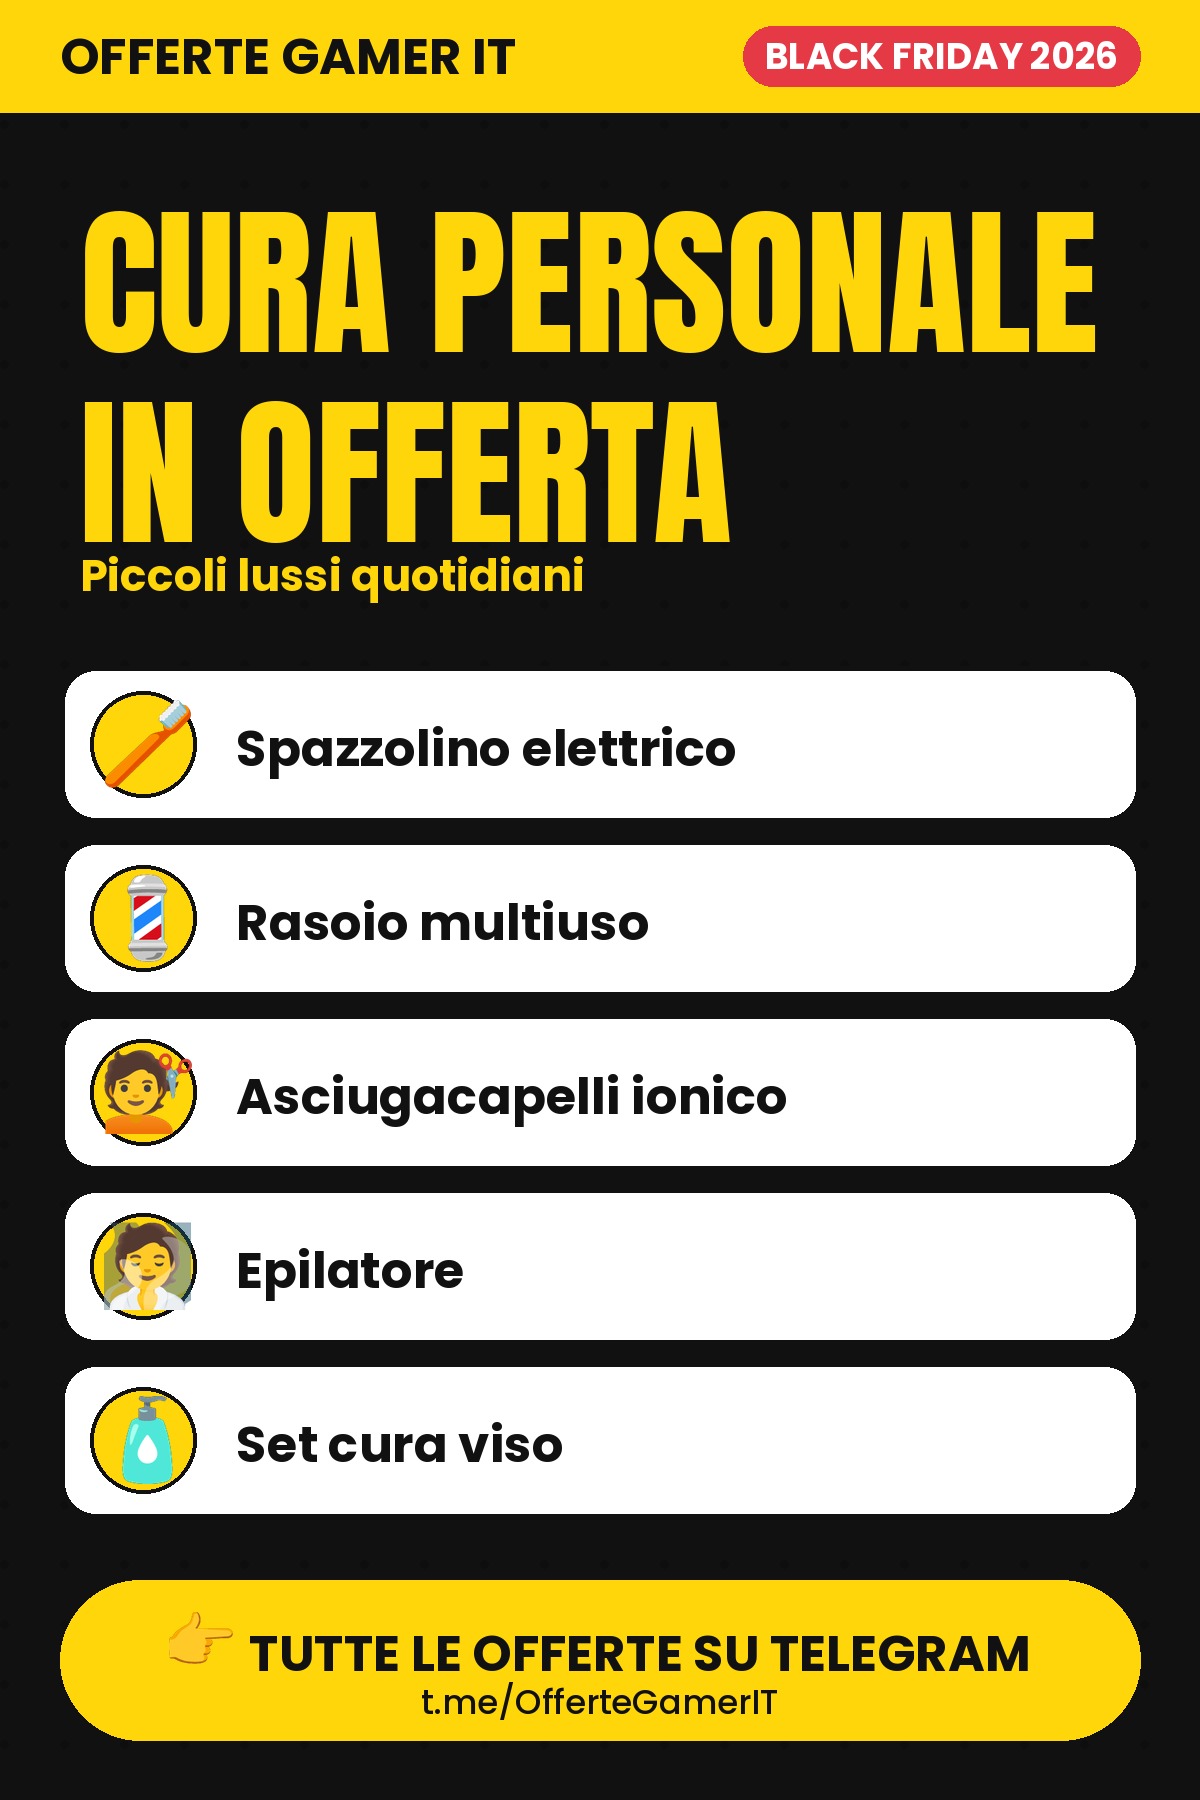 OFFERTE GAMER IT
BLACK FRIDAY 2026
CURA PERSONALE
IN OFFERTA
Piccoli lussi quotidiani
Spazzolino elettrico
Rasoio multiuso
Asciugacapelli ionico
Epilatore
Set cura viso
TUTTE LE OFFERTE SU TELEGRAM
t.me/OfferteGamerIT